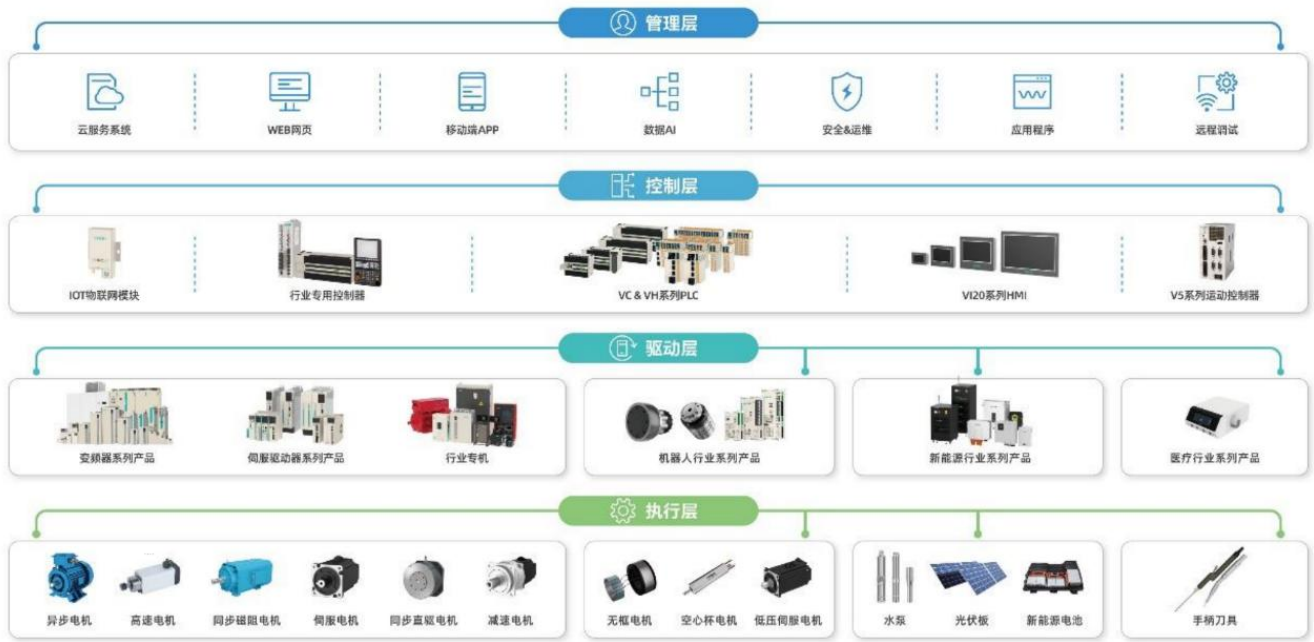 管理层
云服务系统
WEB网页
移动端APP
数据AI
安全&运维
应用程序
远程调试
控制层
IOT物联网模块
行业专用控制器
VC & VH系列PLC
VI20系列HMI
V5系列运动控制器
驱动层
变频器系列产品
伺服驱动器系列产品
行业专机
机器人行业系列产品
新能源行业系列产品
医疗行业系列产品
执行层
异步电机
高速电机
同步磁阻电机
伺服电机
同步直驱电机
减速电机
无框电机
空心杯电机
低压伺服电机
水泵
光伏板
新能源电池
手柄刀具